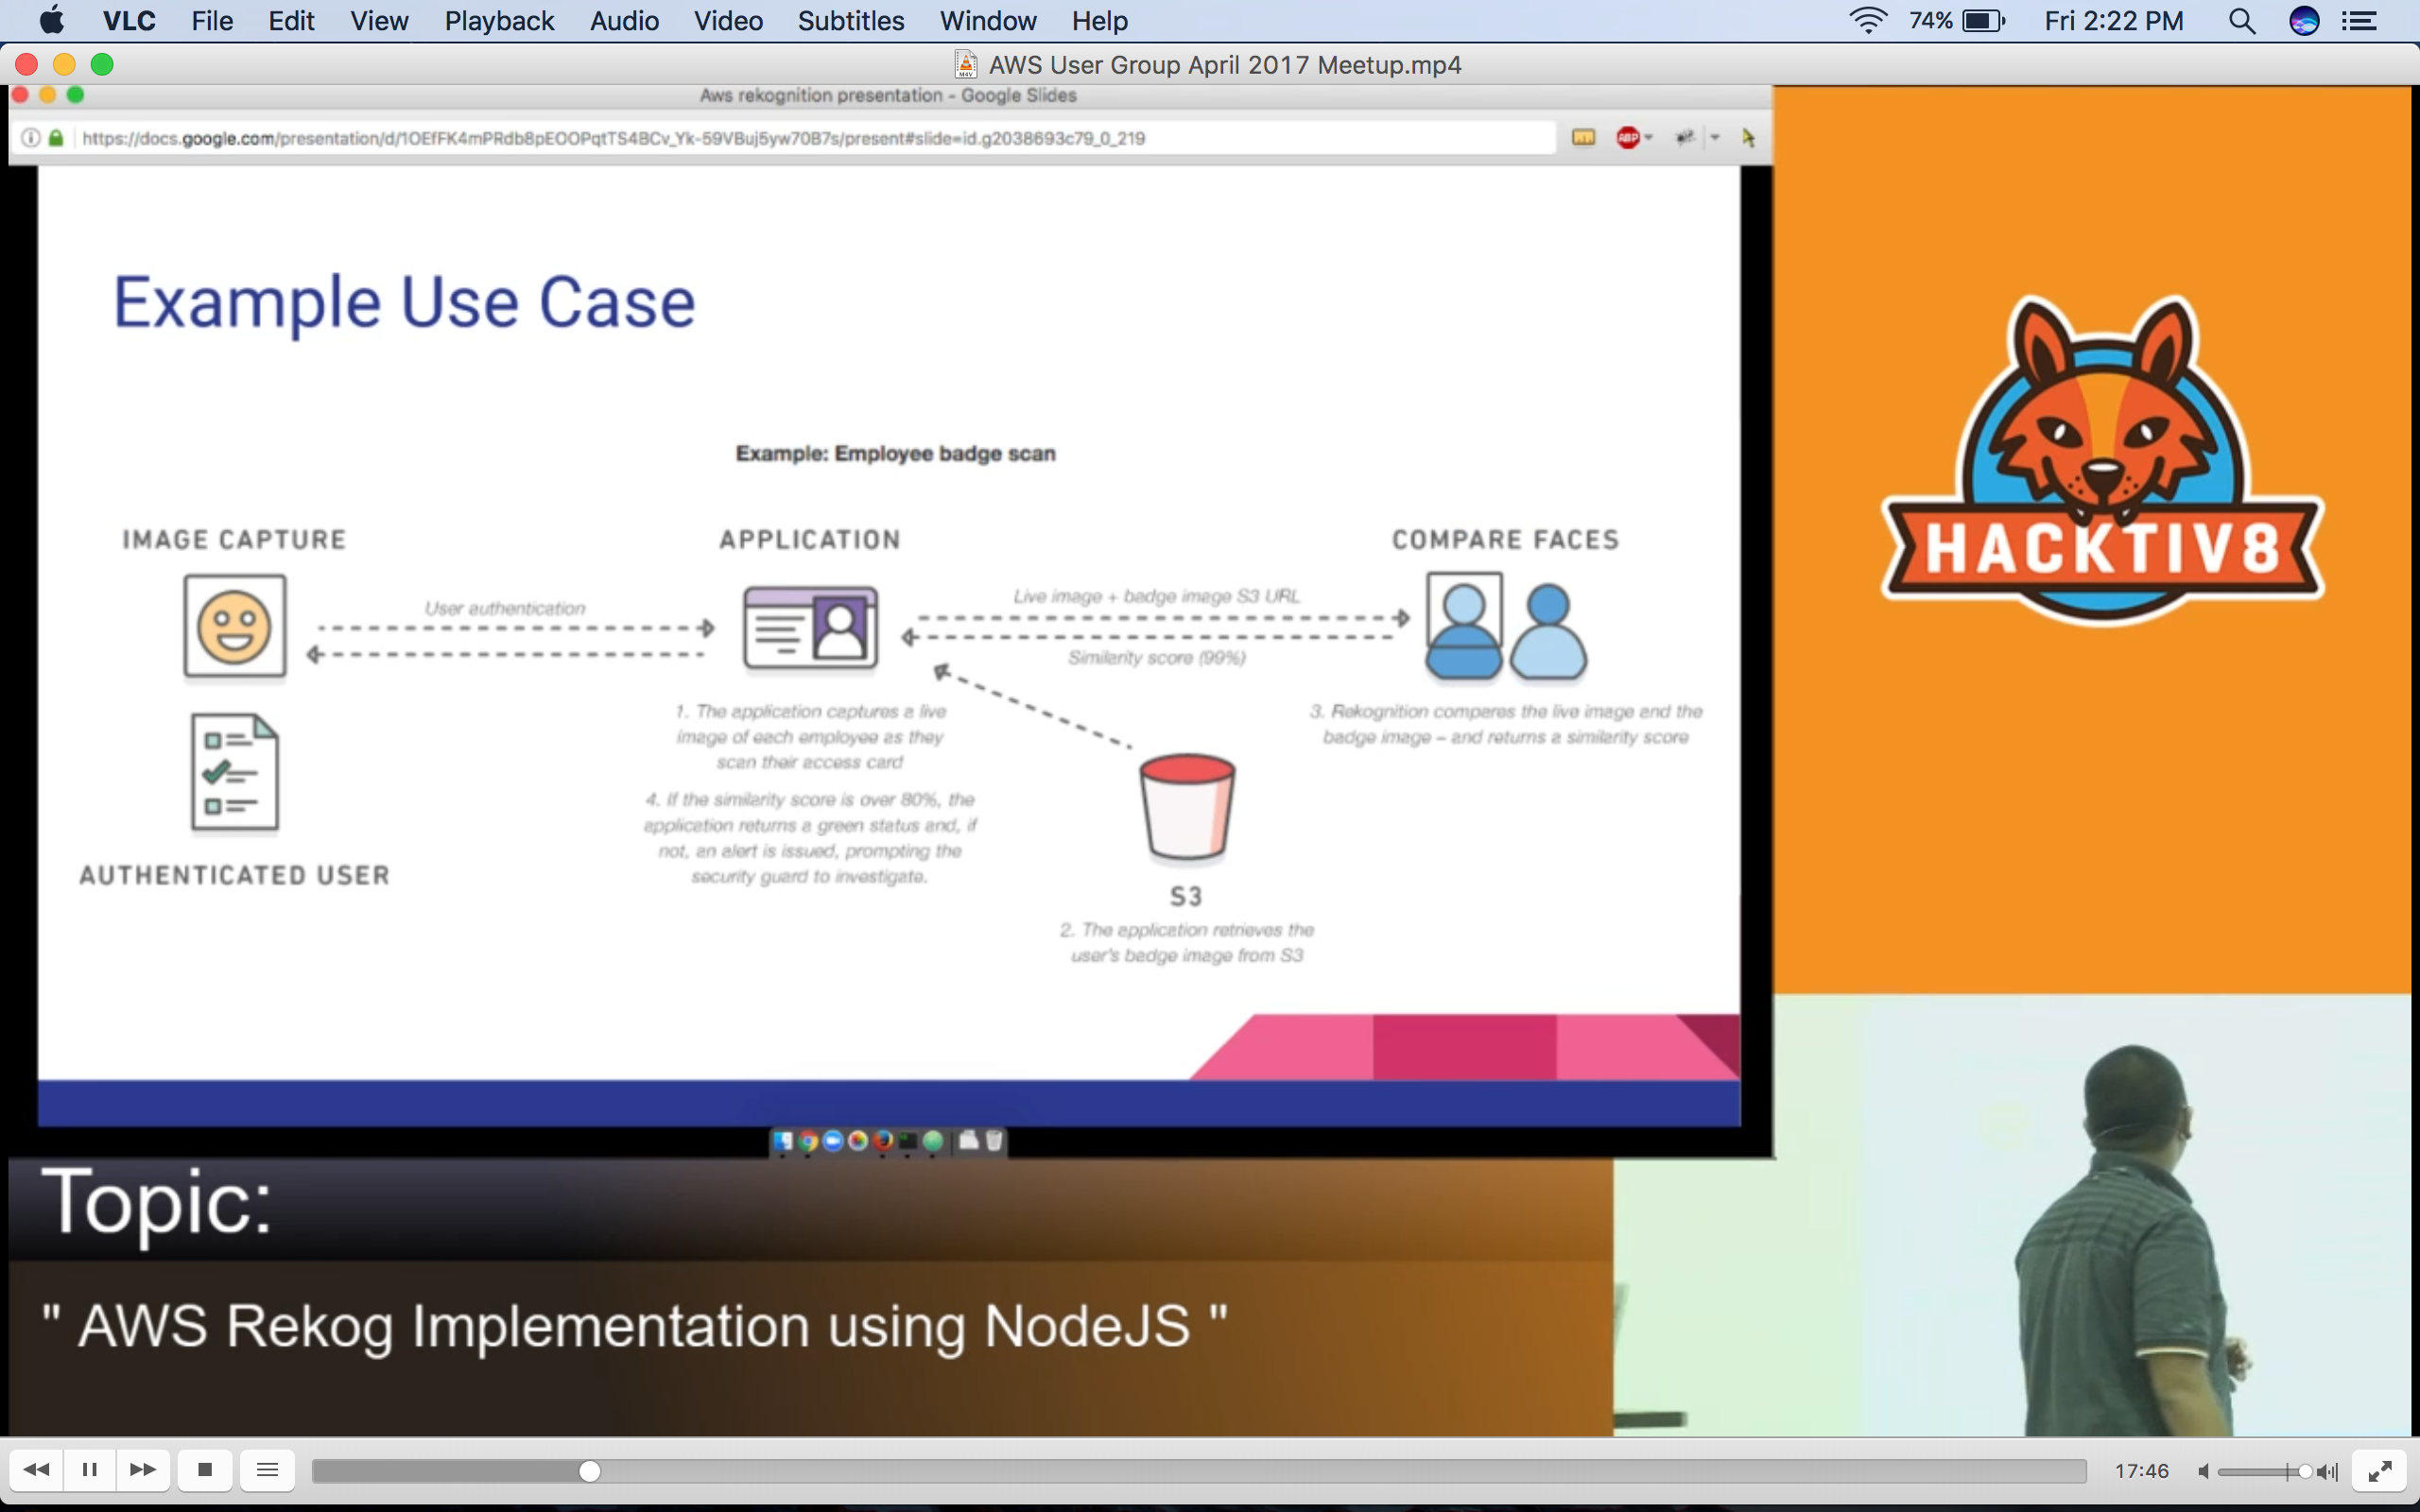 VLC File Edit View Playback Audio Video Subtitles Window Help 74% Fri 2:22 PM
AWS User Group April 2017 Meetup.mp4
Aws rekognition presentation - Google Slides
https://docs.google.com/presentation/d/1OEfFK4mPRdb8pEOOPqtTS4BCv_Yk-59VBuj5yw70B7s/present#slide=id.g2038693c79_0_219
ABP
Example Use Case
Example: Employee badge scan
IMAGE CAPTURE
User authentication
AUTHENTICATED USER
APPLICATION
1. The application captures a live
image of each employee as they
scan their access card
4. If the similarity score is over 80%, the
application returns a green status and, if
not, an alert is issued, prompting the
security guard to investigate.
Live image + badge image S3 URL
Similarity score (99%)
S3
2. The application retrieves the
user's badge image from S3
COMPARE FACES
3. Rekognition compares the live image and the
badge image – and returns a similarity score
HACKTIV8
Topic:
" AWS Rekog Implementation using NodeJS "
17:46